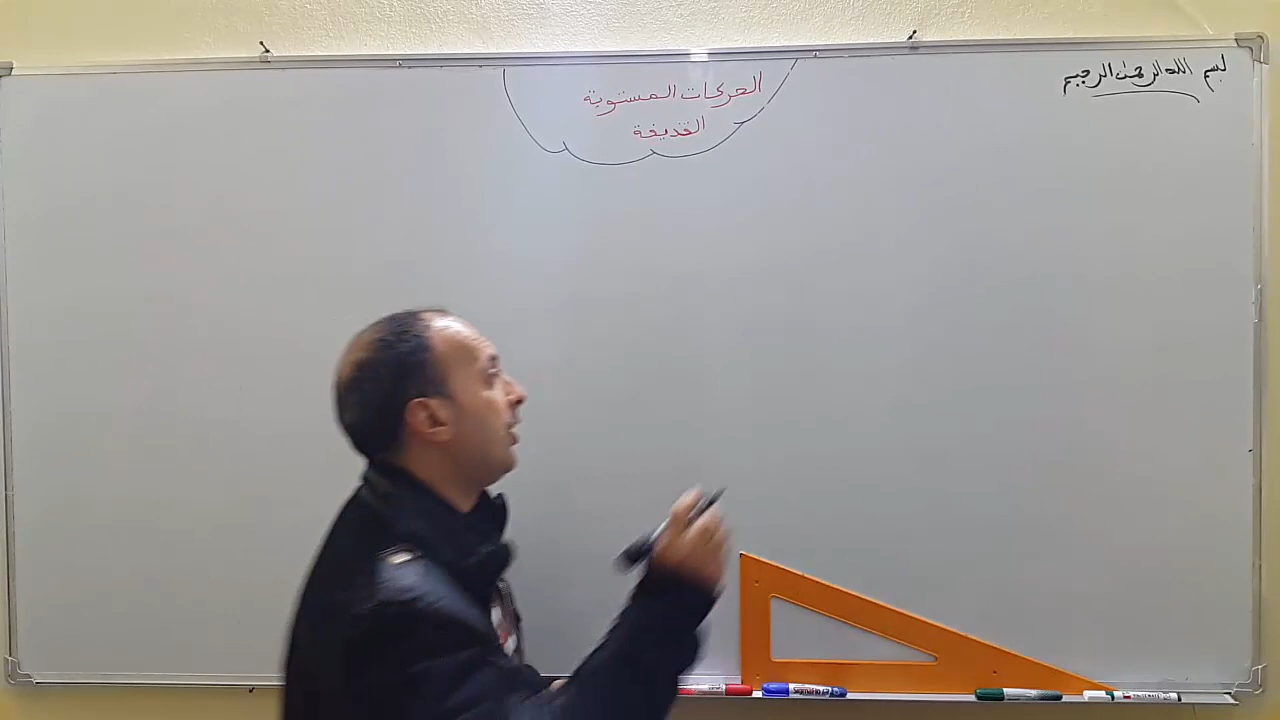 بسم الله الرحمن الرحيم
الحركات المستوية
القذيفة